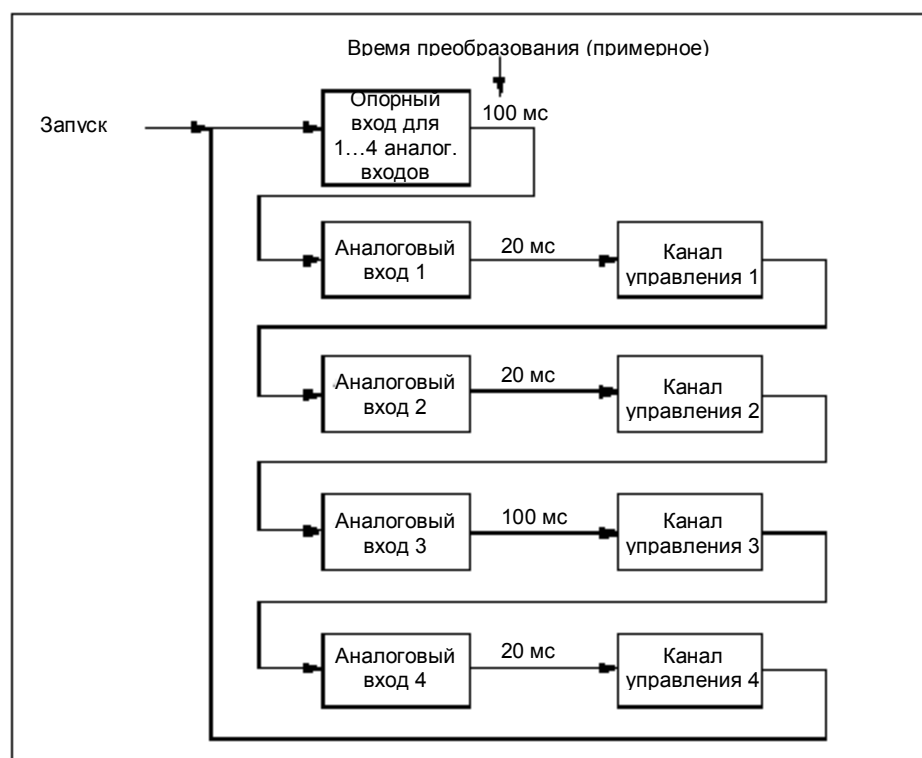 Время преобразования (примерное)
Запуск
Опорный
вход для
1...4 аналог.
входов
100 мс
Аналоговый
вход 1
20 мс
Канал
управления 1
Аналоговый
вход 2
20 мс
Канал
управления 2
Аналоговый
вход 3
100 мс
Канал
управления 3
Аналоговый
вход 4
20 мс
Канал
управления 4